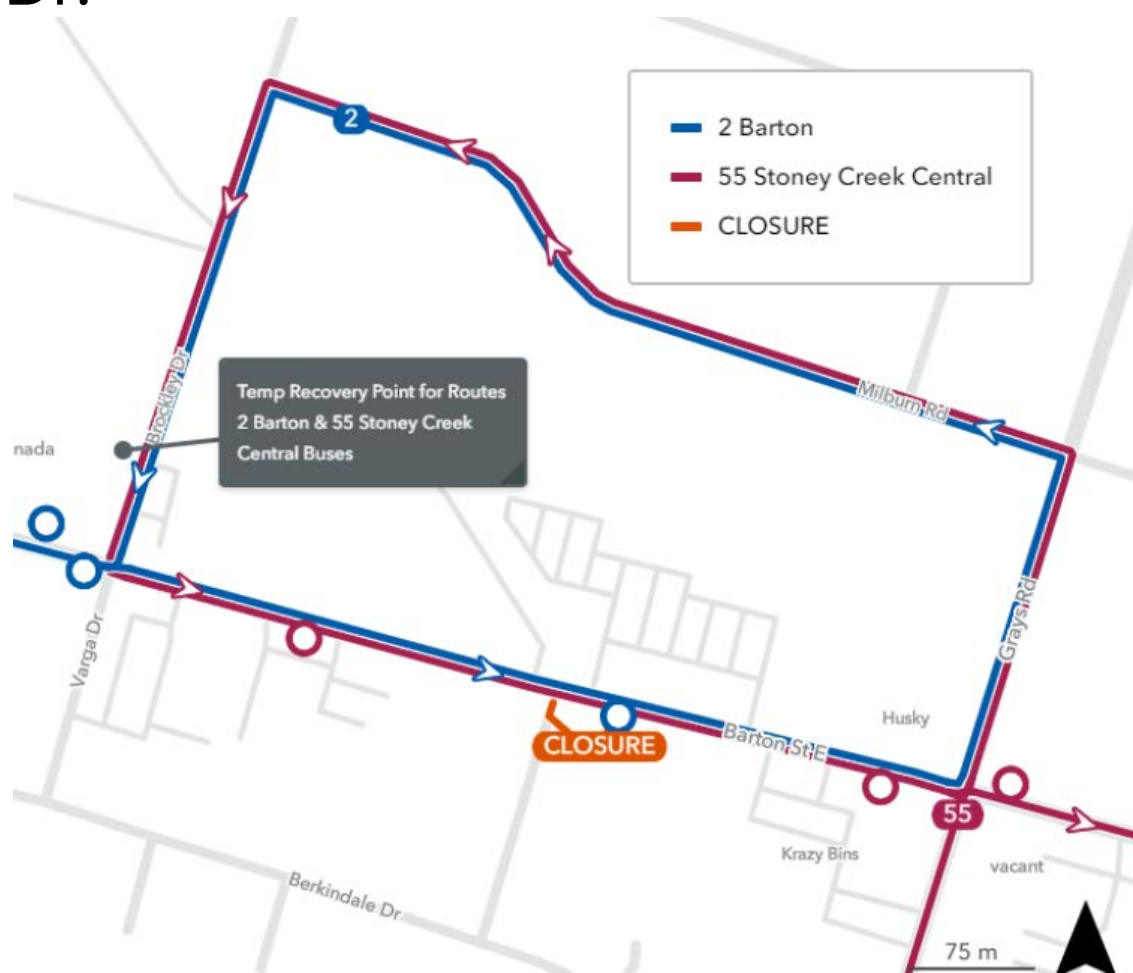 Dr.
2
2 Barton
55 Stoney Creek Central
CLOSURE
Milburn Rd
Brockley Dr
Temp Recovery Point for Routes
2 Barton & 55 Stoney Creek
Central Buses
nada
Grays Rd
Varga Dr
Husky
CLOSURE
Barton St E
55
Krazy Bins
vacant
Berkindale Dr
75 m